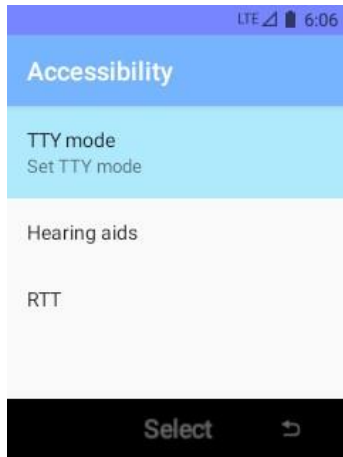 LTE 6:06
Accessibility
TTY mode
Set TTY mode
Hearing aids
RTT
Select